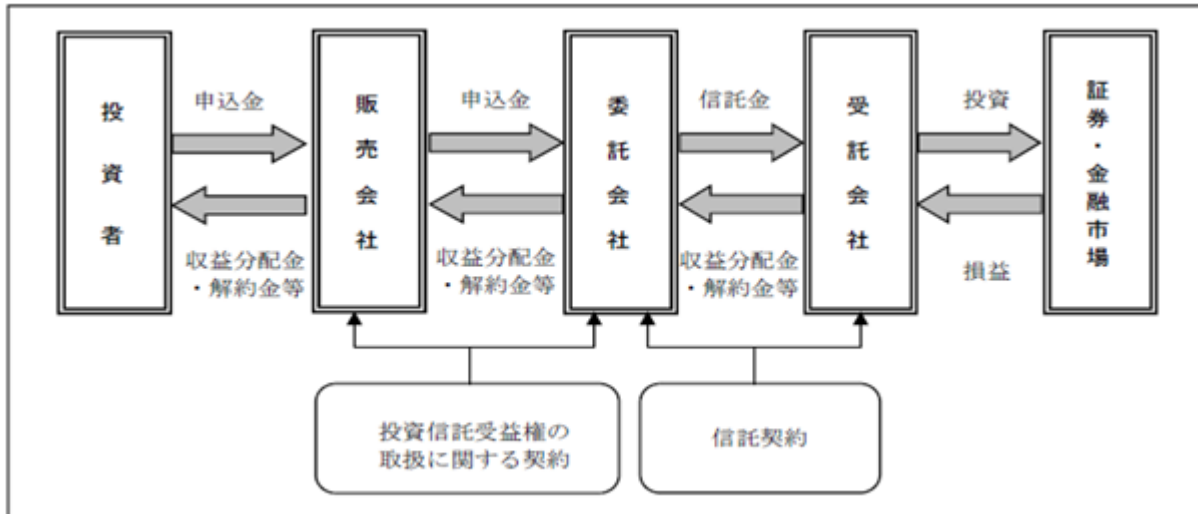 投資者
申込金
収益分配金
・解約金等
販売会社
申込金
収益分配金
・解約金等
委託会社
信託金
収益分配金
・解約金等
受託会社
投資
損益
証券・金融市場
投資信託受益権の
取扱に関する契約
信託契約